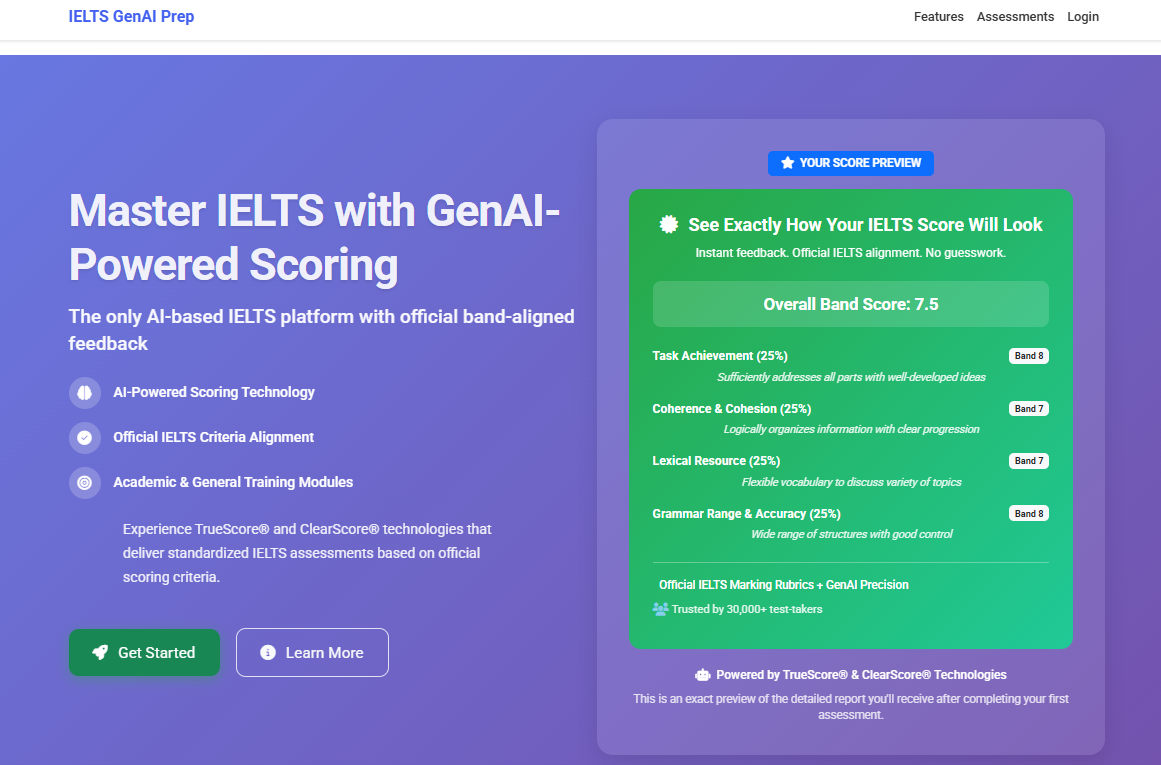 IELTS GenAI Prep
Features Assessments Login
Master IELTS with GenAI-
Powered Scoring
The only AI-based IELTS platform with official band-aligned
feedback
AI-Powered Scoring Technology
Official IELTS Criteria Alignment
Academic & General Training Modules
Experience TrueScore® and ClearScore® technologies that
deliver standardized IELTS assessments based on official
scoring criteria.
Get Started
Learn More
YOUR SCORE PREVIEW
See Exactly How Your IELTS Score Will Look
Instant feedback. Official IELTS alignment. No guesswork.
Overall Band Score: 7.5
Task Achievement (25%) Band 8
Sufficiently addresses all parts with well-developed ideas
Coherence & Cohesion (25%) Band 7
Logically organizes information with clear progression
Lexical Resource (25%) Band 7
Flexible vocabulary to discuss variety of topics
Grammar Range & Accuracy (25%) Band 8
Wide range of structures with good control
Official IELTS Marking Rubrics + GenAI Precision
Trusted by 30,000+ test-takers
Powered by TrueScore® & ClearScore® Technologies
This is an exact preview of the detailed report you'll receive after completing your first
assessment.